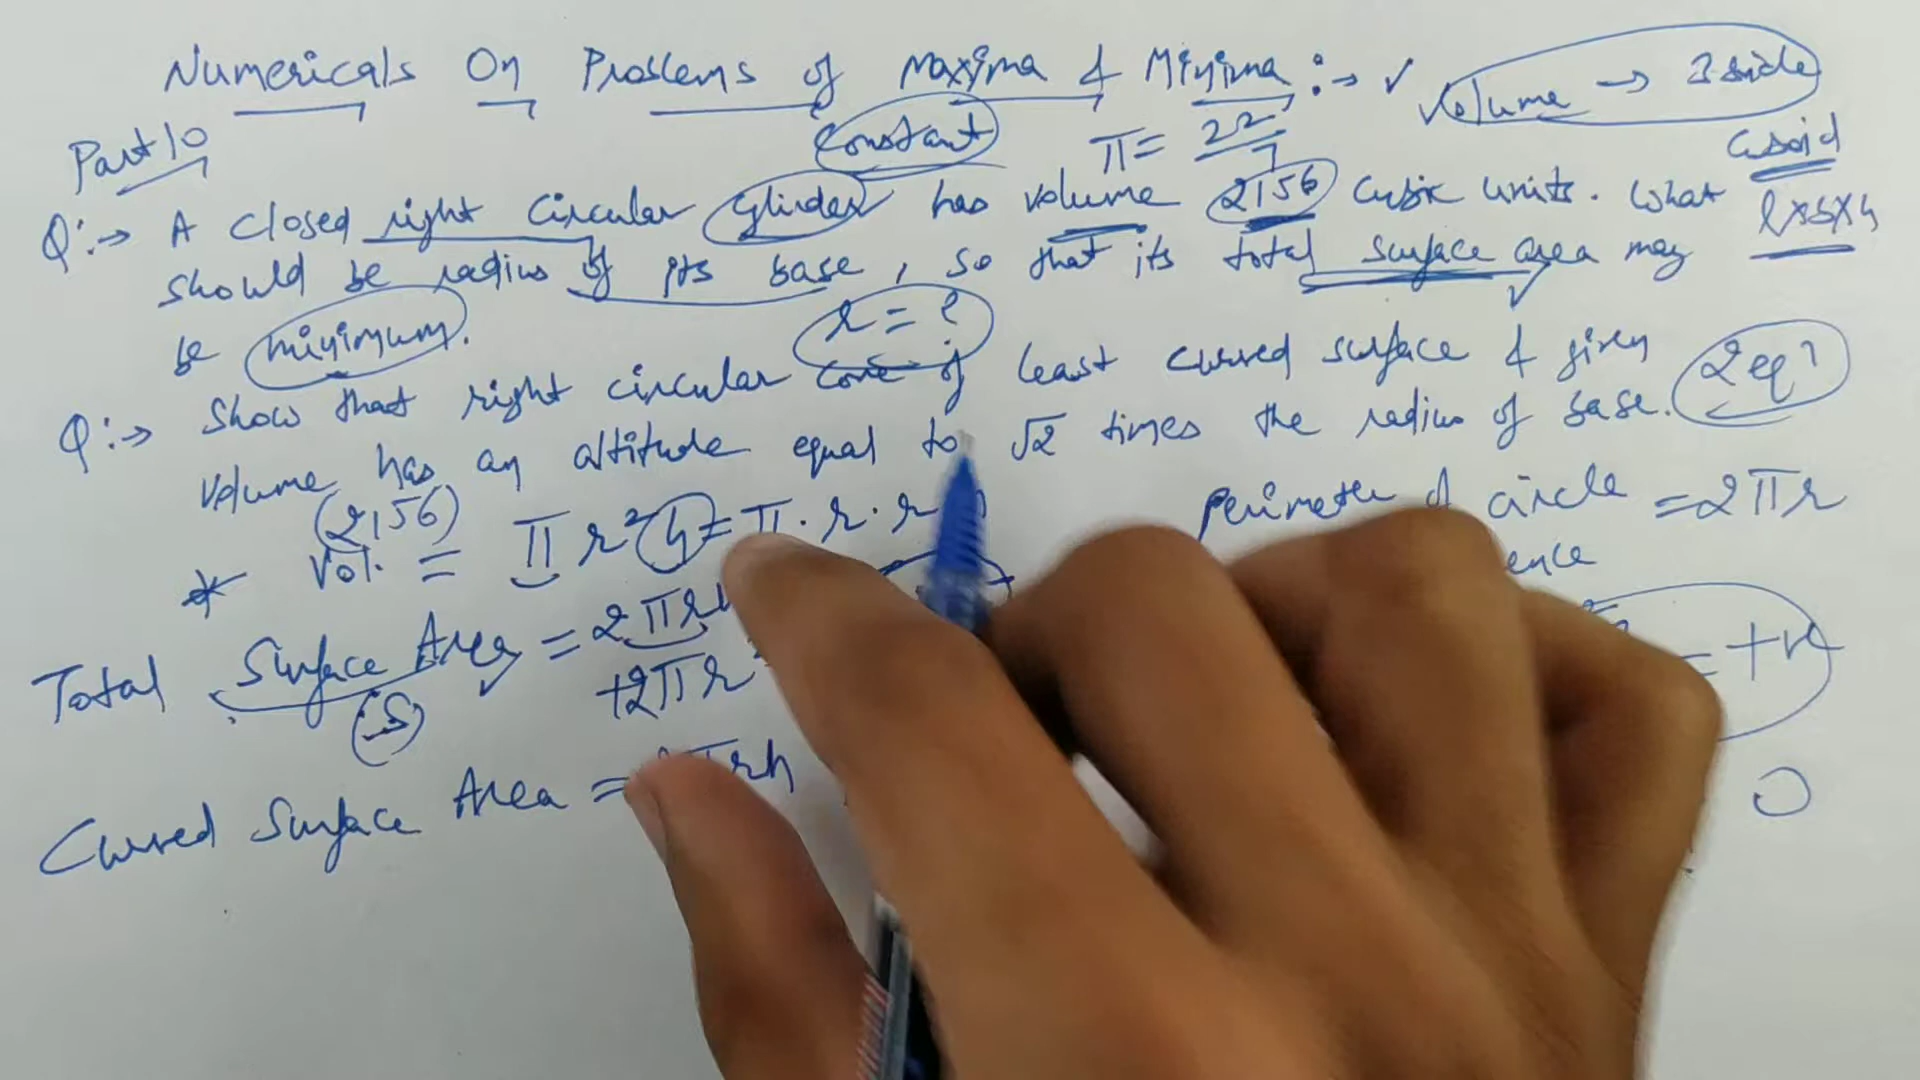 Numericals On Problems of Maxima & Minima :→ ✓
Volume → 3 side
Part 10
Constant
π = 22/7
Cuboid
l×b×h
Q:→ A closed right circular cylinder has volume 2156 cubic units. What
should be radius of its base, so that its total surface area may
be minimum.
r = ?
Q:→ Show that right circular cone of least curved surface & given
volume has an altitude equal to √2 times the radius of base.
2 eqⁿ
(2156)
* Vol. = π r² h = π · r · r
Perimeter of circle = 2πr
Total Surface Area = 2πrh
+2πr²
(S)
= +ve
Curved Surface Area = 2πrh